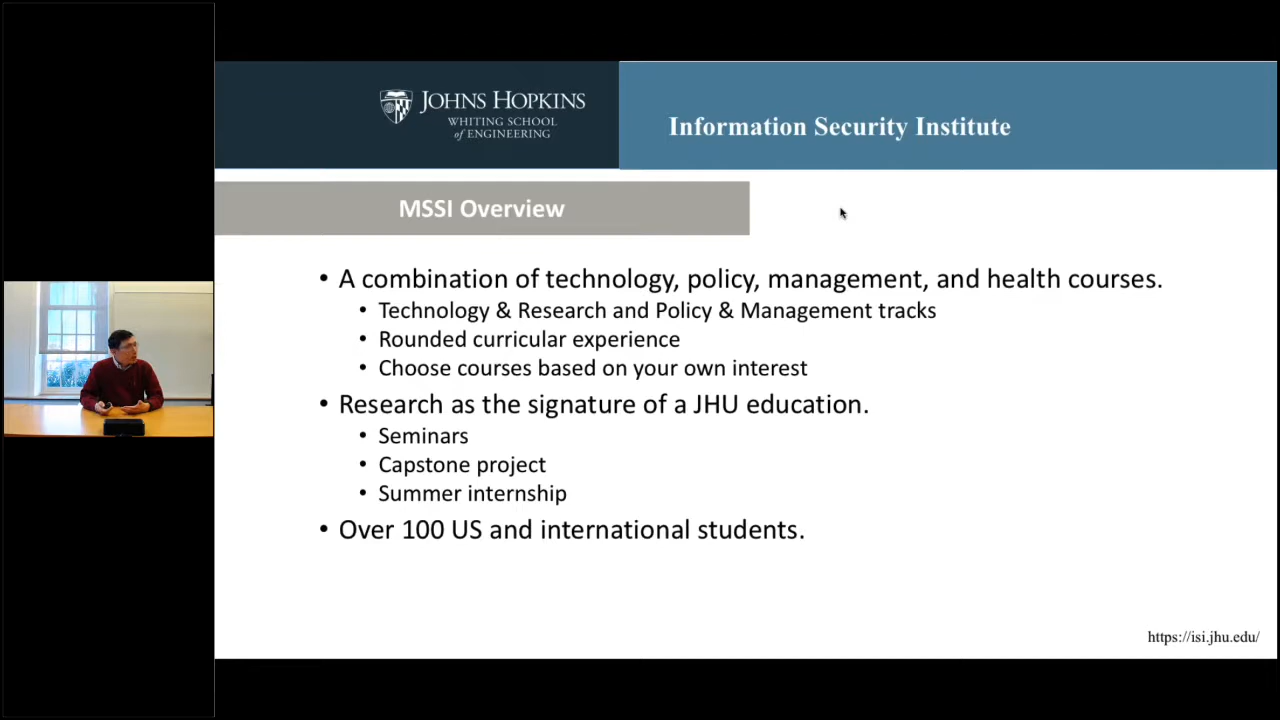 JOHNS HOPKINS
WHITING SCHOOL
of ENGINEERING
Information Security Institute
MSSI Overview
• A combination of technology, policy, management, and health courses.
• Technology & Research and Policy & Management tracks
• Rounded curricular experience
• Choose courses based on your own interest
• Research as the signature of a JHU education.
• Seminars
• Capstone project
• Summer internship
• Over 100 US and international students.
https://isi.jhu.edu/